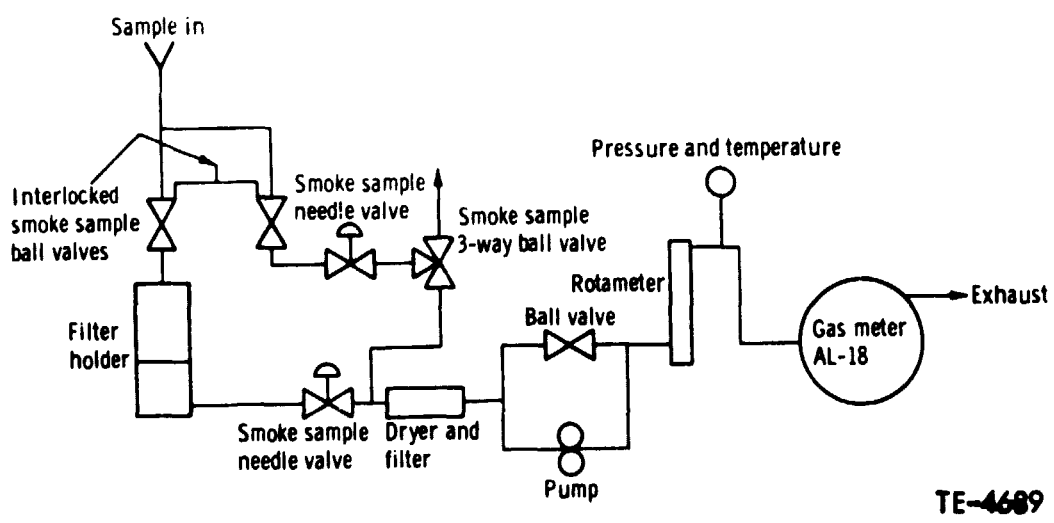 Sample in
Interlocked
smoke sample
ball valves
Smoke sample
needle valve
Smoke sample
3-way ball valve
Pressure and temperature
Rotameter
Exhaust
Gas meter
AL-18
Ball valve
Filter
holder
Smoke sample
needle valve
Dryer and
filter
Pump
TE-4689